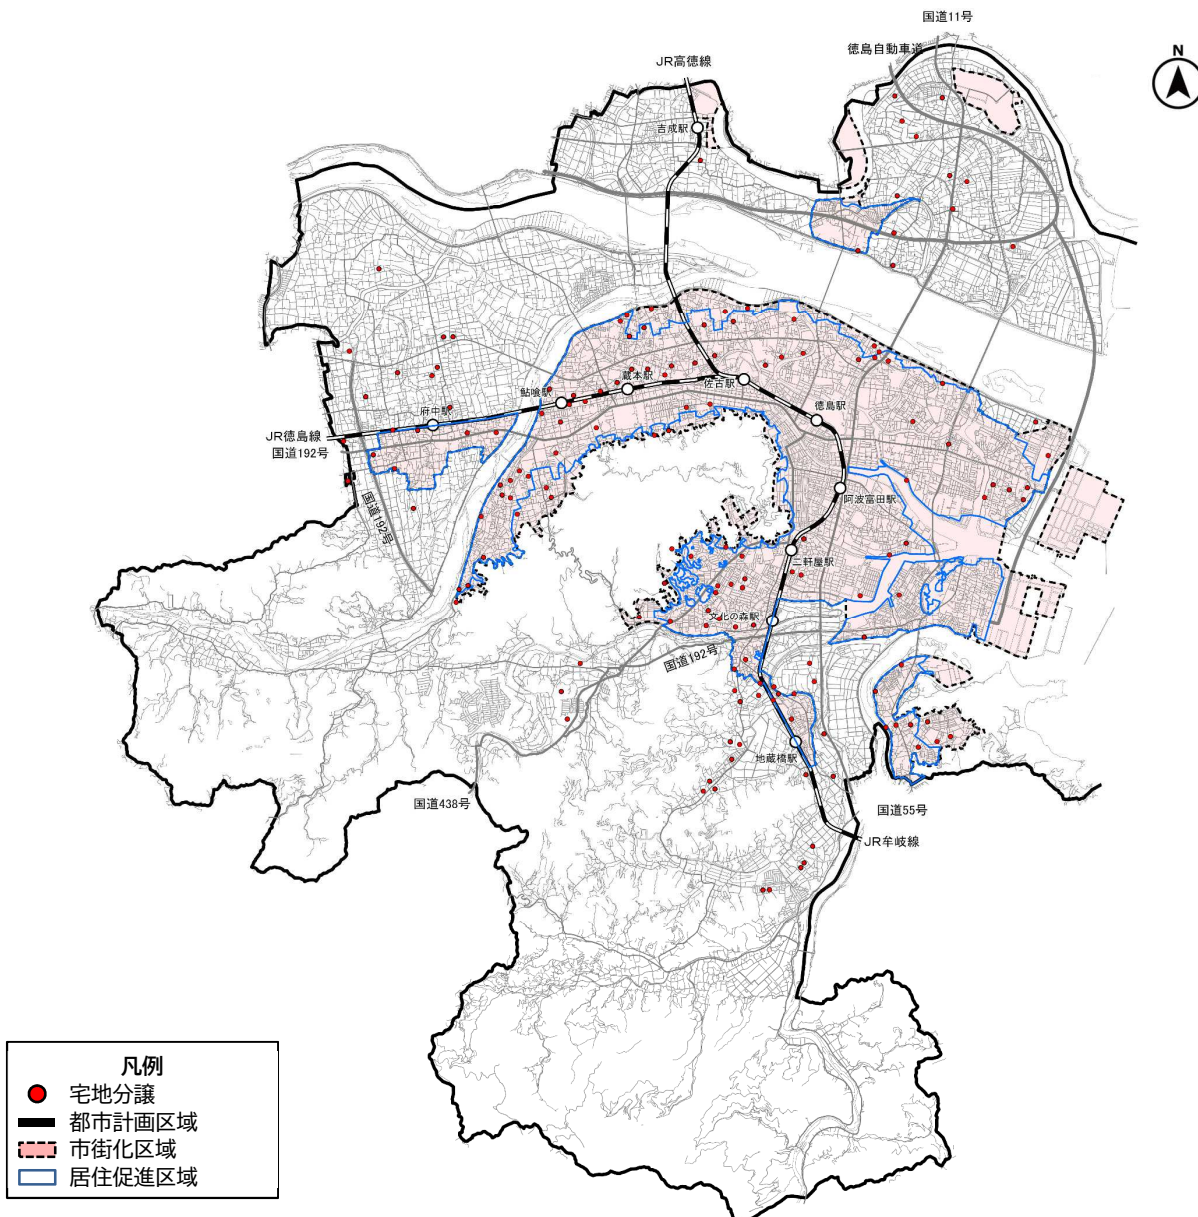 国道11号
徳島自動車道
N
JR高徳線
吉成駅
蔵本駅
鮎喰駅
佐古駅
府中駅
徳島駅
JR徳島線
国道192号
国道192号
阿波富田駅
二軒屋駅
文化の森駅
国道192号
地蔵橋駅
国道438号
国道55号
JR牟岐線
凡例
宅地分譲
都市計画区域
市街化区域
居住促進区域